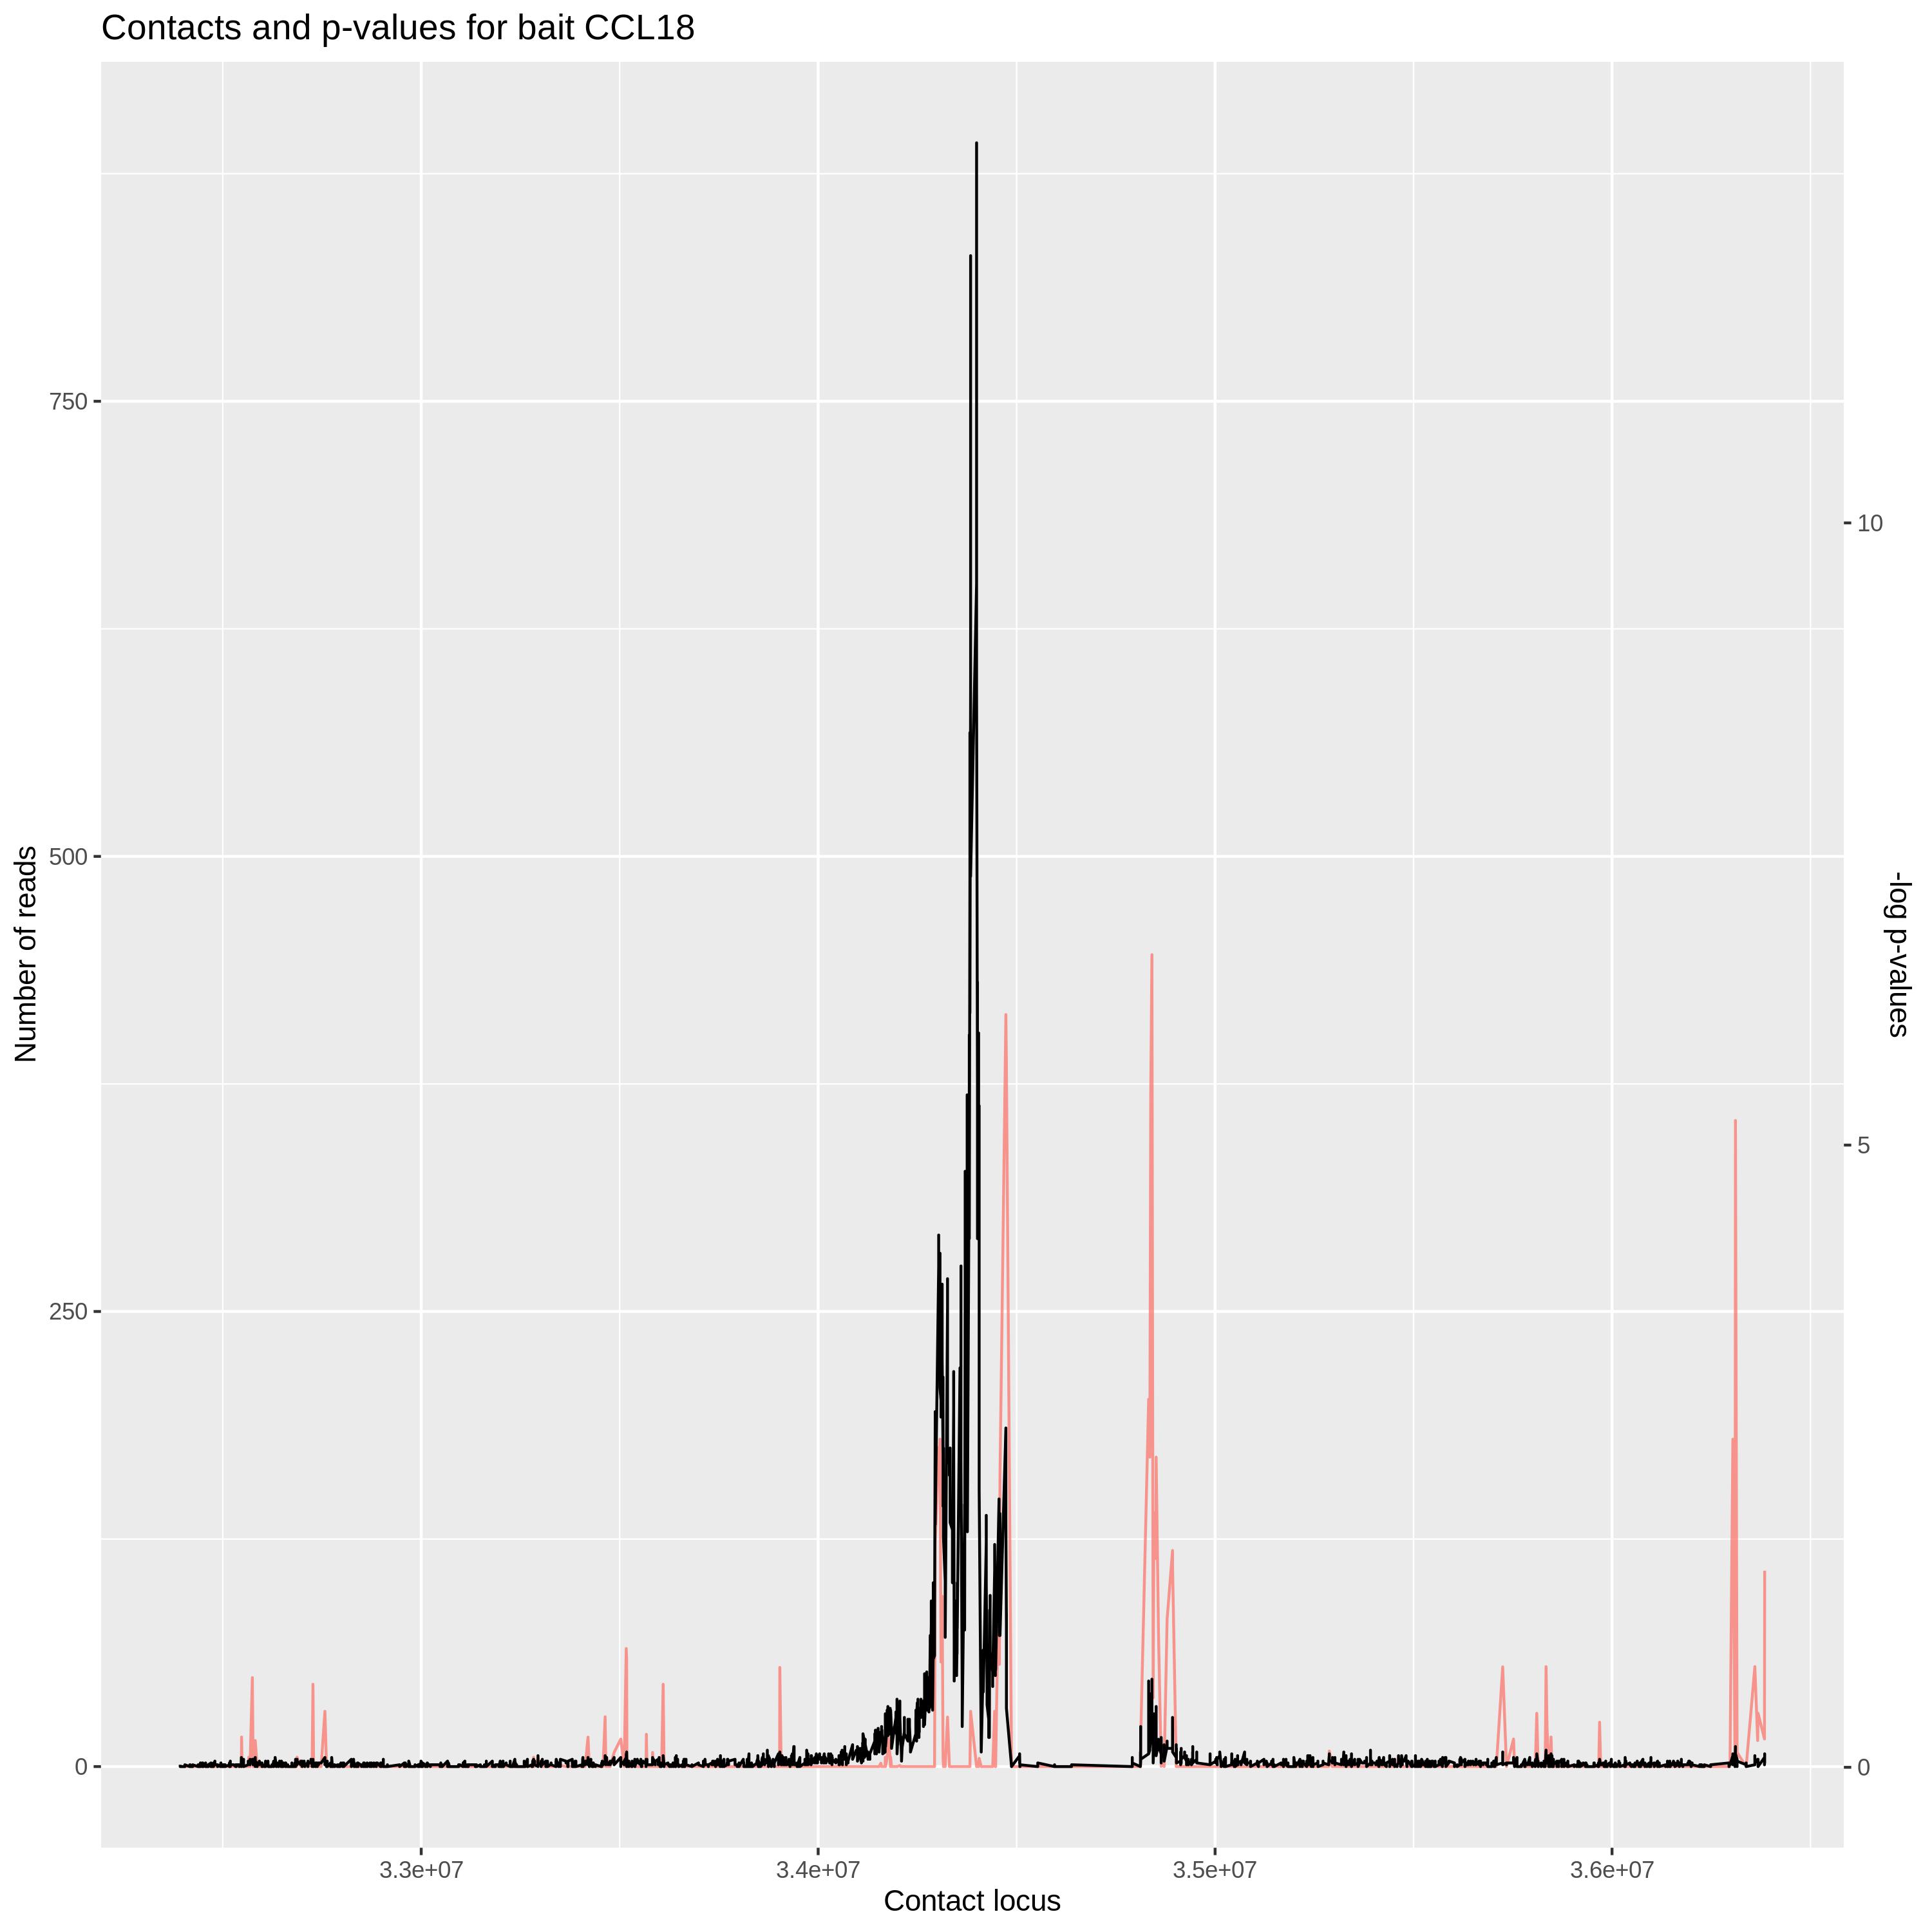 Contacts and p-values for bait CCL18
750
500
250
0
Number of reads
10
5
0
-log p-values
3.3e+07
3.4e+07
3.5e+07
3.6e+07
Contact locus